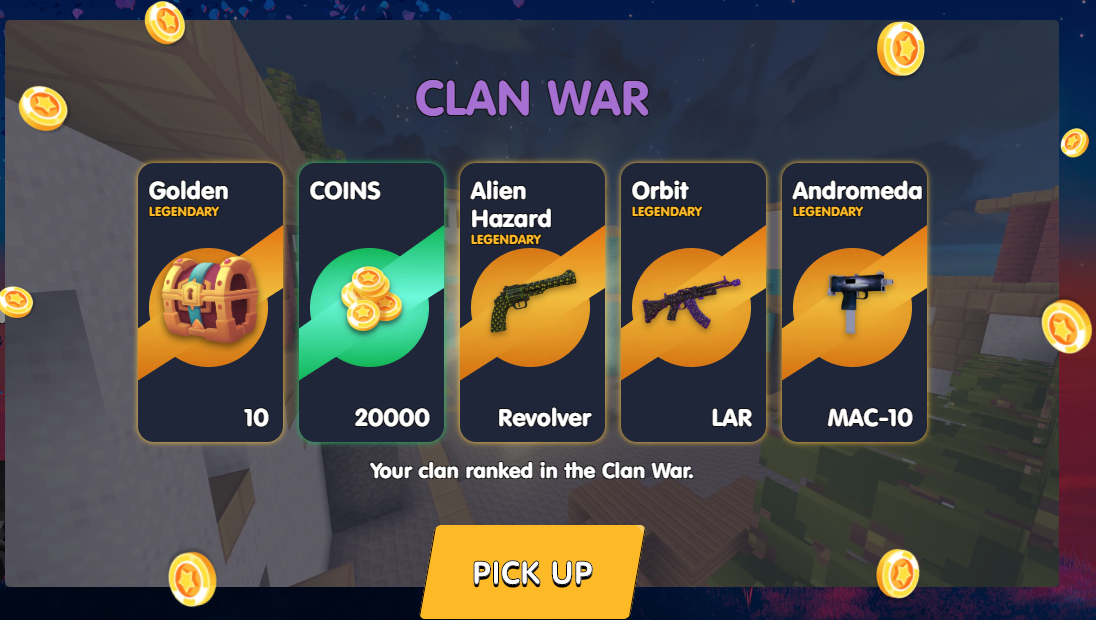 CLAN WAR
Golden
LEGENDARY
10
COINS
20000
Alien
Hazard
LEGENDARY
Revolver
Orbit
LEGENDARY
LAR
Andromeda
LEGENDARY
MAC-10
Your clan ranked in the Clan War.
PICK UP